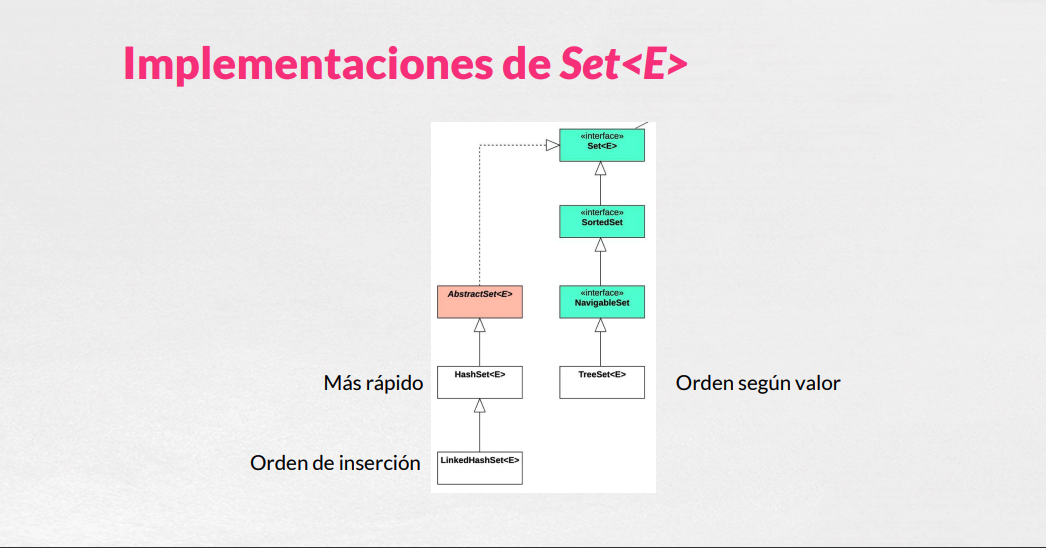 Implementaciones de Set<E>
«interface»
Set<E>
«interface»
SortedSet
AbstractSet<E>
«interface»
NavigableSet
Más rápido
HashSet<E>
TreeSet<E>
Orden según valor
Orden de inserción
LinkedHashSet<E>